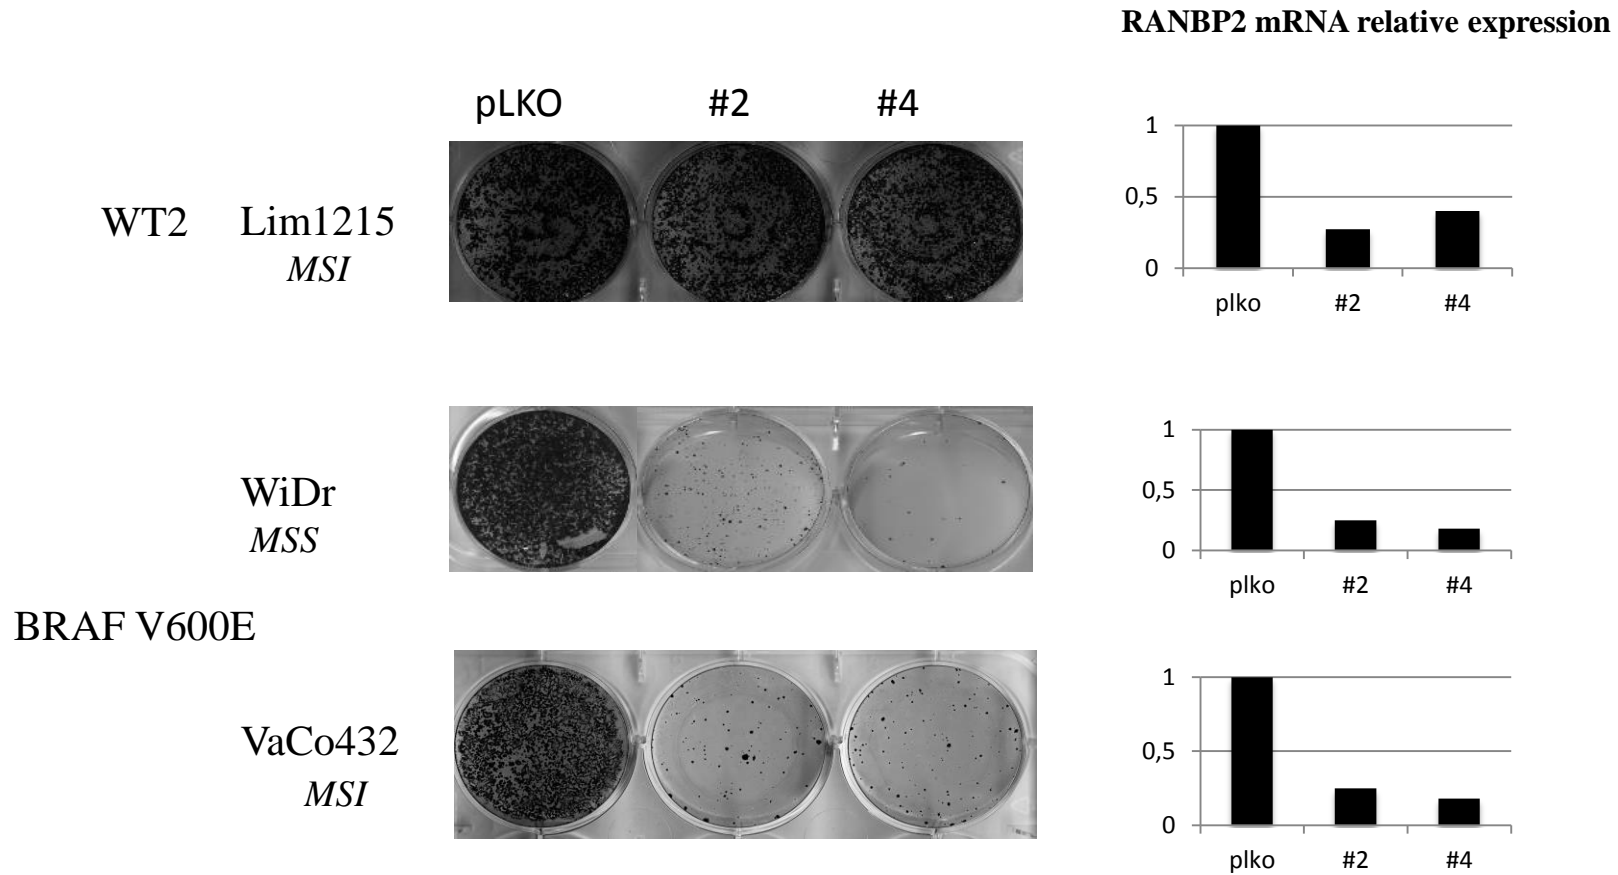 RANBP2 mRNA relative expression
pLKO #2 #4
WT2 Lim1215
MSI
1
0,5
0
plko #2 #4
WiDr
MSS
1
0,5
0
plko #2 #4
BRAF V600E
VaCo432
MSI
1
0,5
0
plko #2 #4